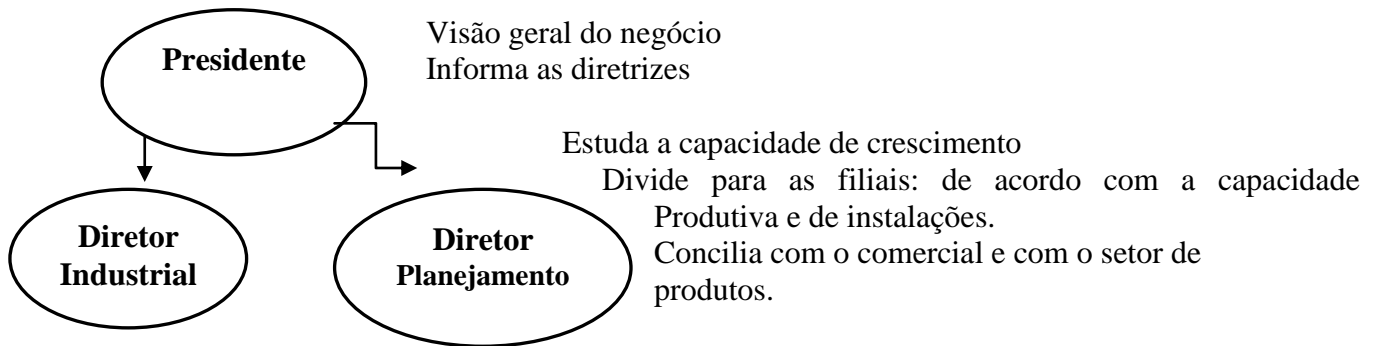 Presidente
Visão geral do negócio
Informa as diretrizes
Estuda a capacidade de crescimento
Divide para as filiais: de acordo com a capacidade
Produtiva e de instalações.
Concilia com o comercial e com o setor de
produtos.
Diretor
Industrial
Diretor
Planejamento